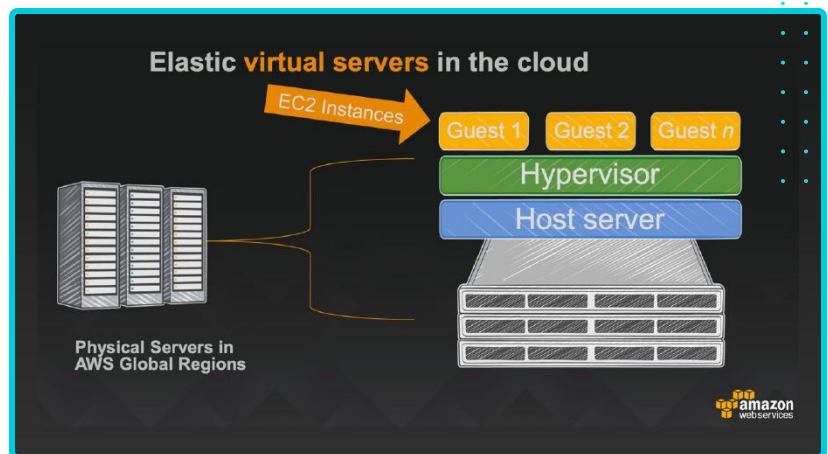 Elastic virtual servers in the cloud
EC2 Instances
Guest 1
Guest 2
Guest n
Hypervisor
Host server
Physical Servers in
AWS Global Regions
amazon
webservices